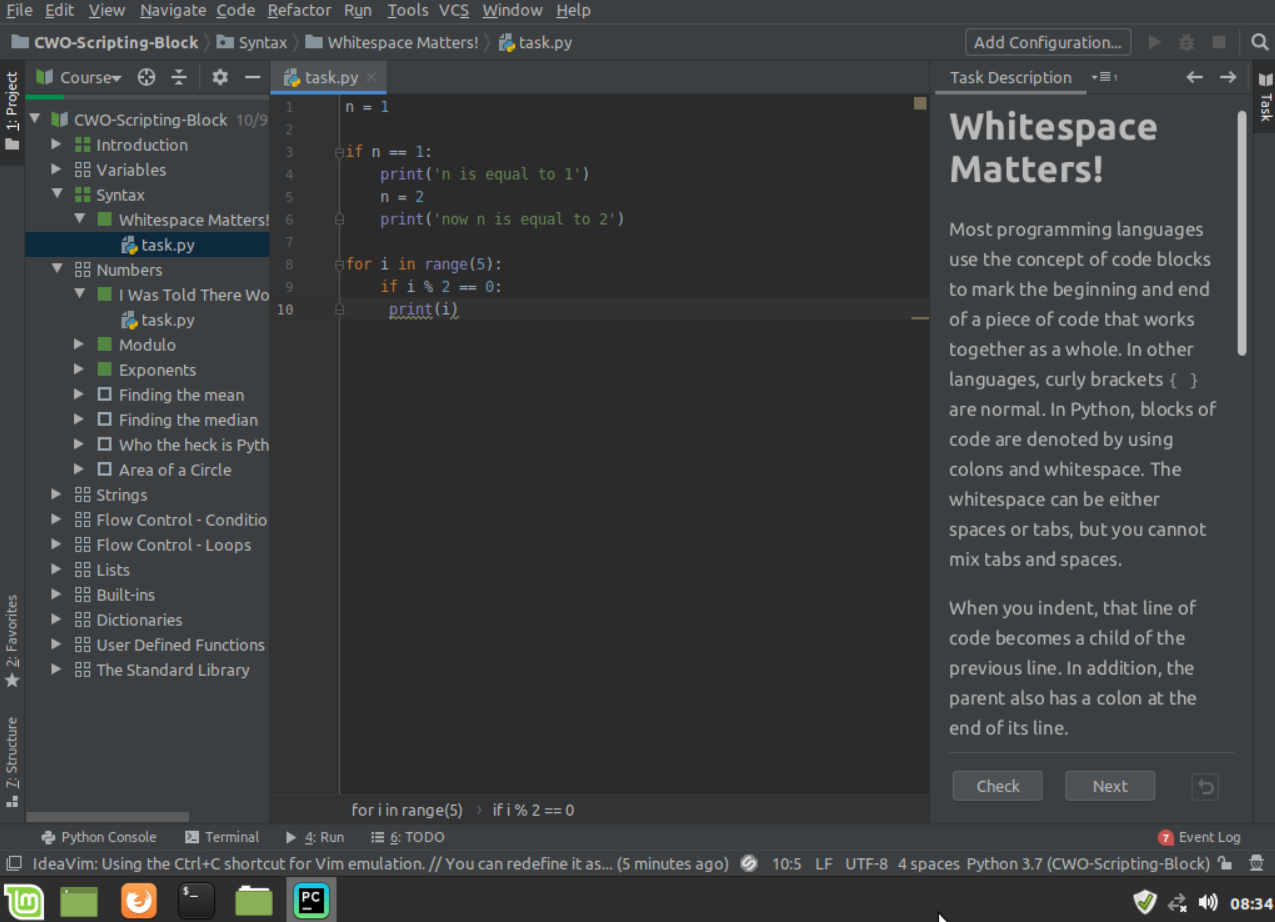 File Edit View Navigate Code Refactor Run Tools VCS Window Help
CWO-Scripting-Block Syntax Whitespace Matters! task.py Add Configuration...
1: Project
Course
task.py
Task Description
1
Task
CWO-Scripting-Block 10/9
Introduction
Variables
Syntax
Whitespace Matters!
task.py
Numbers
I Was Told There Wo
task.py
Modulo
Exponents
Finding the mean
Finding the median
Who the heck is Pyth
Area of a Circle
Strings
Flow Control - Conditio
Flow Control - Loops
Lists
Built-ins
Dictionaries
User Defined Functions
The Standard Library
2: Favorites
7: Structure
1 n = 1
2
3 if n == 1:
4 print('n is equal to 1')
5 n = 2
6 print('now n is equal to 2')
7
8 for i in range(5):
9 if i % 2 == 0:
10 print(i)
for i in range(5) › if i % 2 == 0
Whitespace
Matters!
Most programming languages
use the concept of code blocks
to mark the beginning and end
of a piece of code that works
together as a whole. In other
languages, curly brackets { }
are normal. In Python, blocks of
code are denoted by using
colons and whitespace. The
whitespace can be either
spaces or tabs, but you cannot
mix tabs and spaces.
When you indent, that line of
code becomes a child of the
previous line. In addition, the
parent also has a colon at the
end of its line.
Check Next
Python Console Terminal 4: Run 6: TODO 7 Event Log
IdeaVim: Using the Ctrl+C shortcut for Vim emulation. // You can redefine it as... (5 minutes ago) 10:5 LF UTF-8 4 spaces Python 3.7 (CWO-Scripting-Block)
PC
08:34